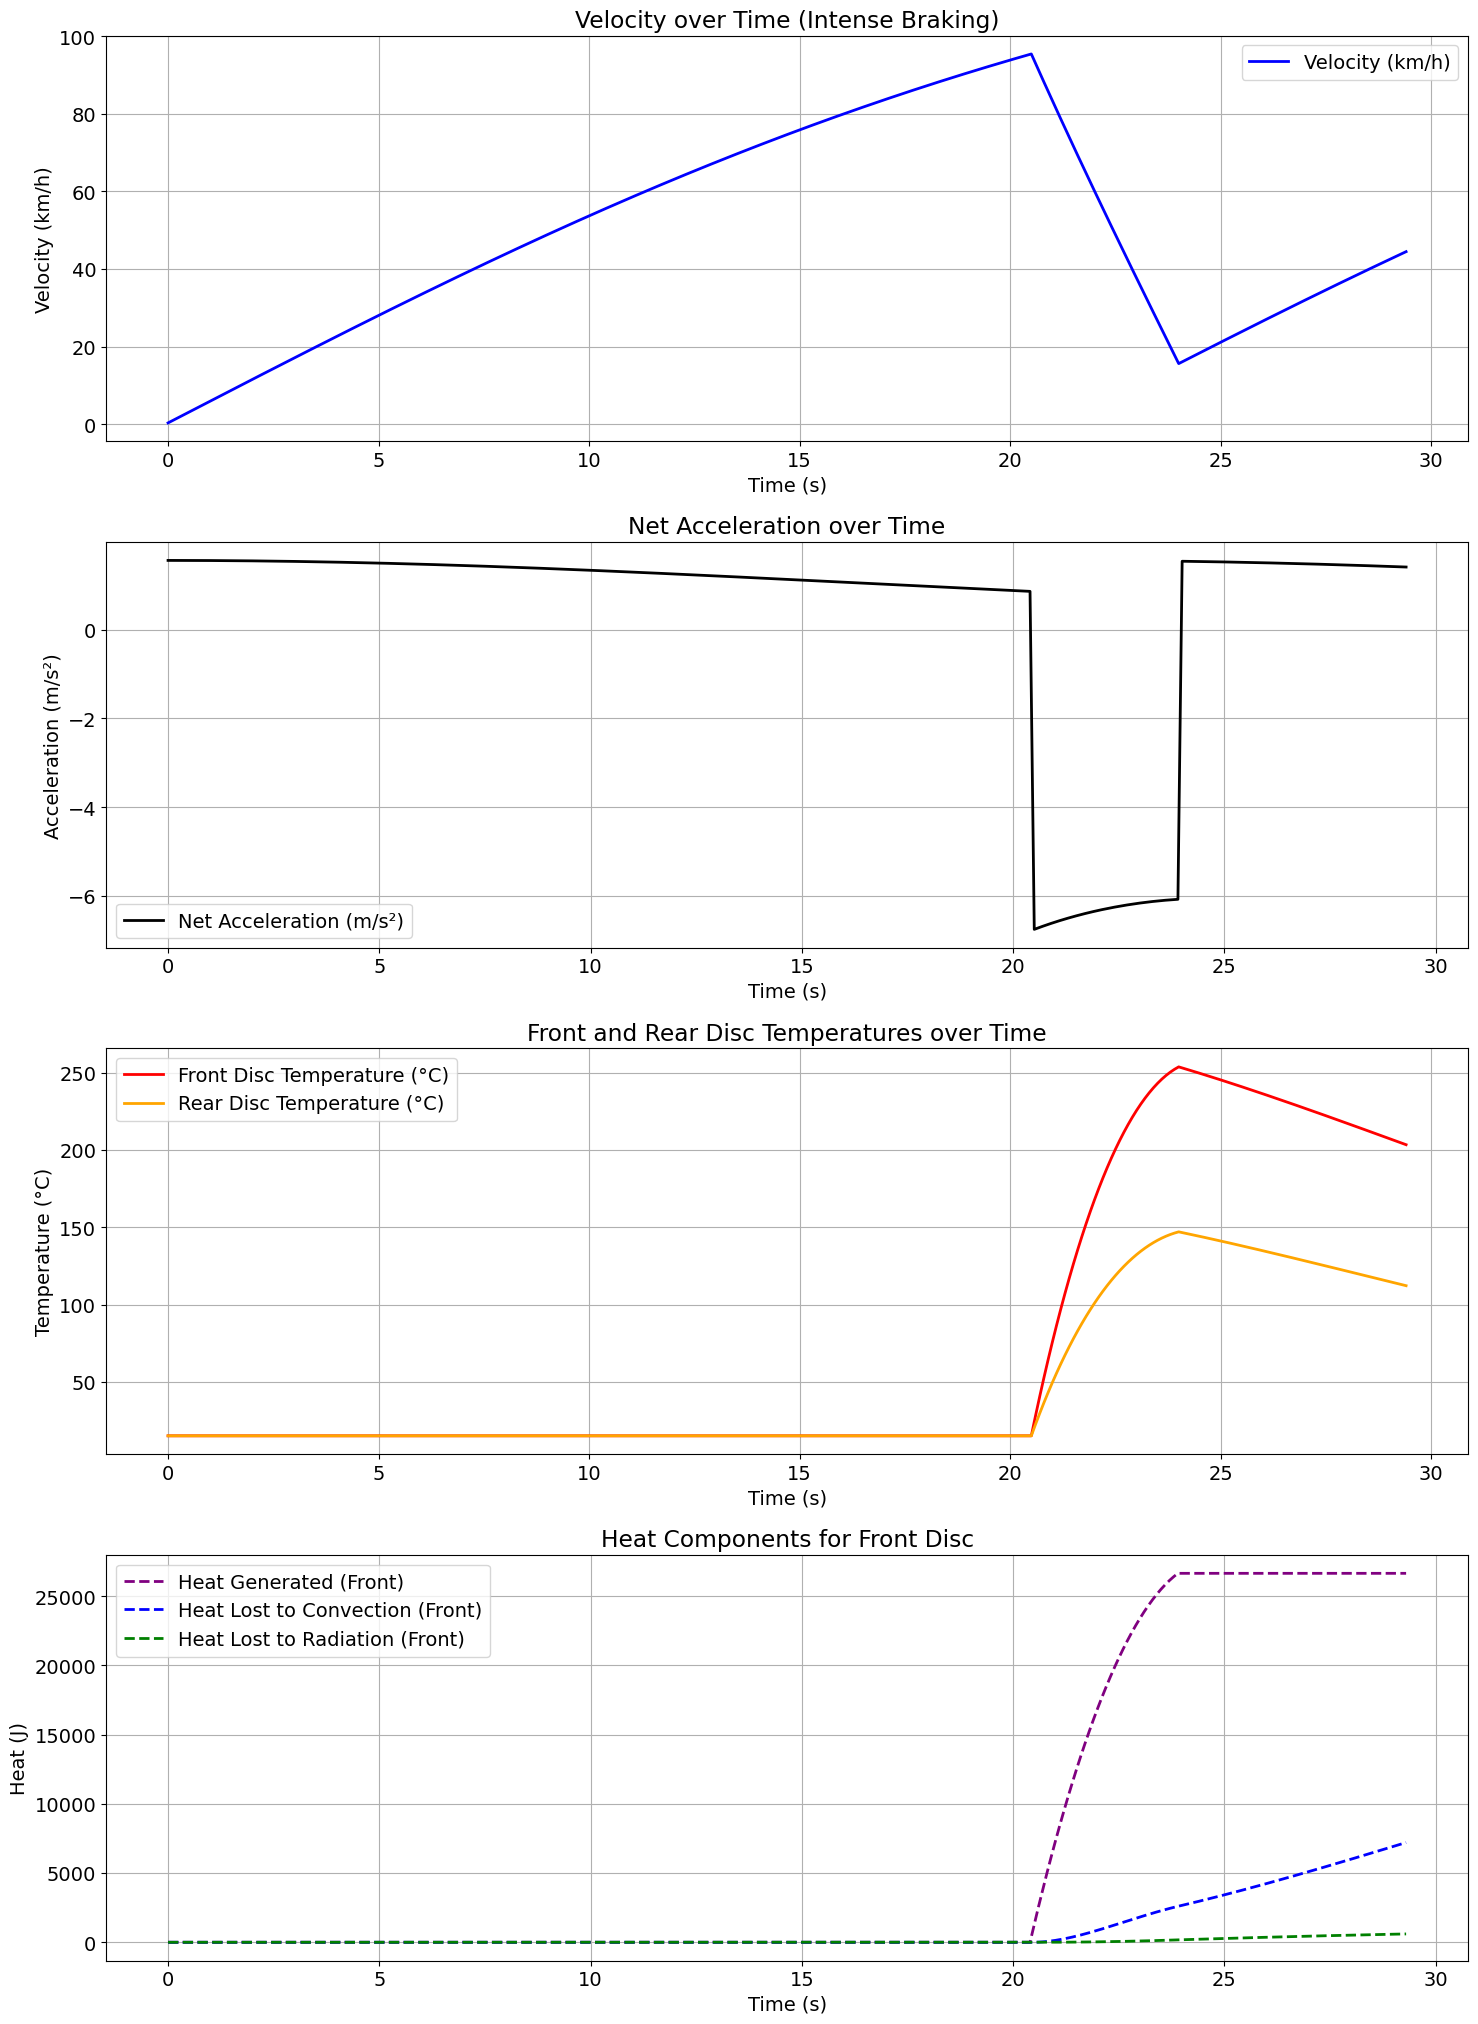 Velocity over Time (Intense Braking)
Velocity (km/h)
100
80
60
40
20
0
Velocity (km/h)
0 5 10 15 20 25 30
Time (s)
Net Acceleration over Time
0
−2
−4
−6
Acceleration (m/s²)
Net Acceleration (m/s²)
0 5 10 15 20 25 30
Time (s)
Front and Rear Disc Temperatures over Time
Front Disc Temperature (°C)
Rear Disc Temperature (°C)
250
200
150
100
50
Temperature (°C)
0 5 10 15 20 25 30
Time (s)
Heat Components for Front Disc
Heat Generated (Front)
Heat Lost to Convection (Front)
Heat Lost to Radiation (Front)
25000
20000
15000
10000
5000
0
Heat (J)
0 5 10 15 20 25 30
Time (s)